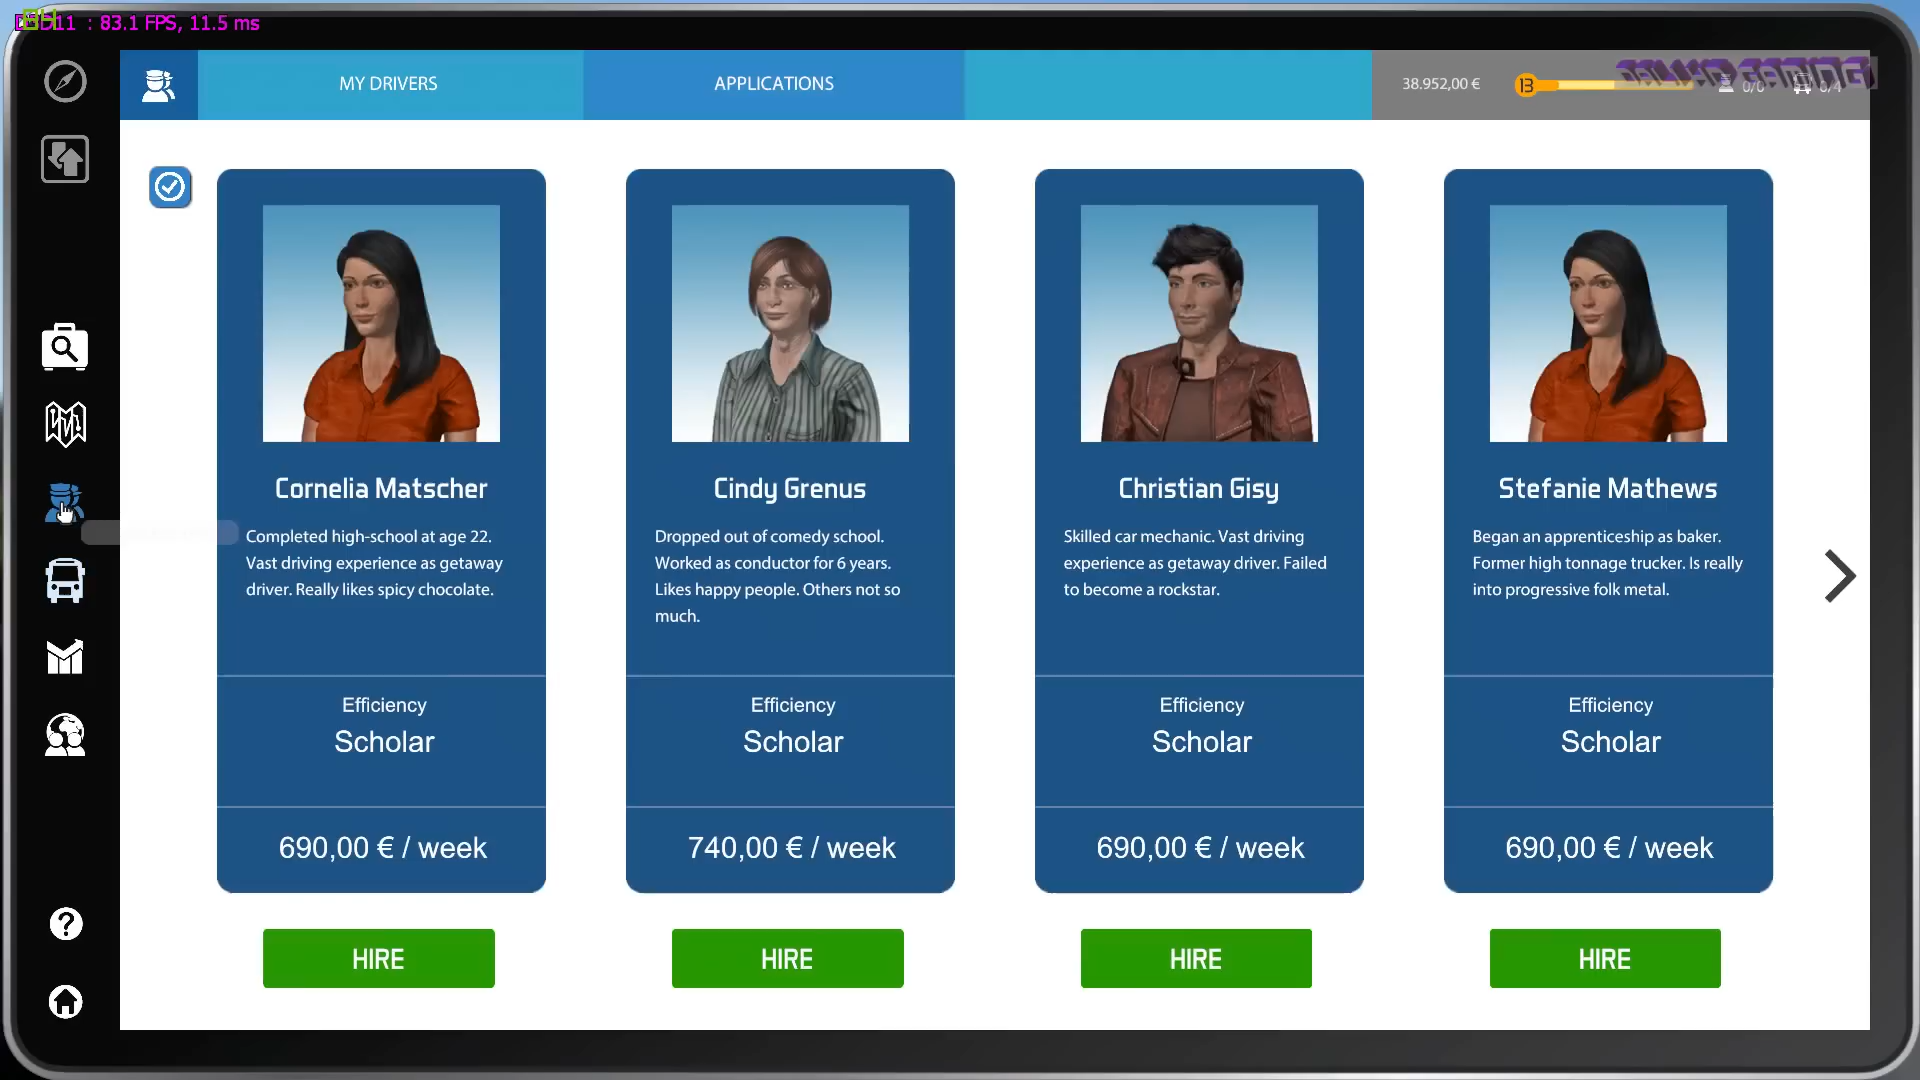 : 83.1 FPS, 11.5 ms
MY DRIVERS
APPLICATIONS
38.952,00 €
13
0/0
0/4
Cornelia Matscher
Completed high-school at age 22.
Vast driving experience as getaway
driver. Really likes spicy chocolate.
Efficiency
Scholar
690,00 € / week
HIRE
Cindy Grenus
Dropped out of comedy school.
Worked as conductor for 6 years.
Likes happy people. Others not so
much.
Efficiency
Scholar
740,00 € / week
HIRE
Christian Gisy
Skilled car mechanic. Vast driving
experience as getaway driver. Failed
to become a rockstar.
Efficiency
Scholar
690,00 € / week
HIRE
Stefanie Mathews
Began an apprenticeship as baker.
Former high tonnage trucker. Is really
into progressive folk metal.
Efficiency
Scholar
690,00 € / week
HIRE